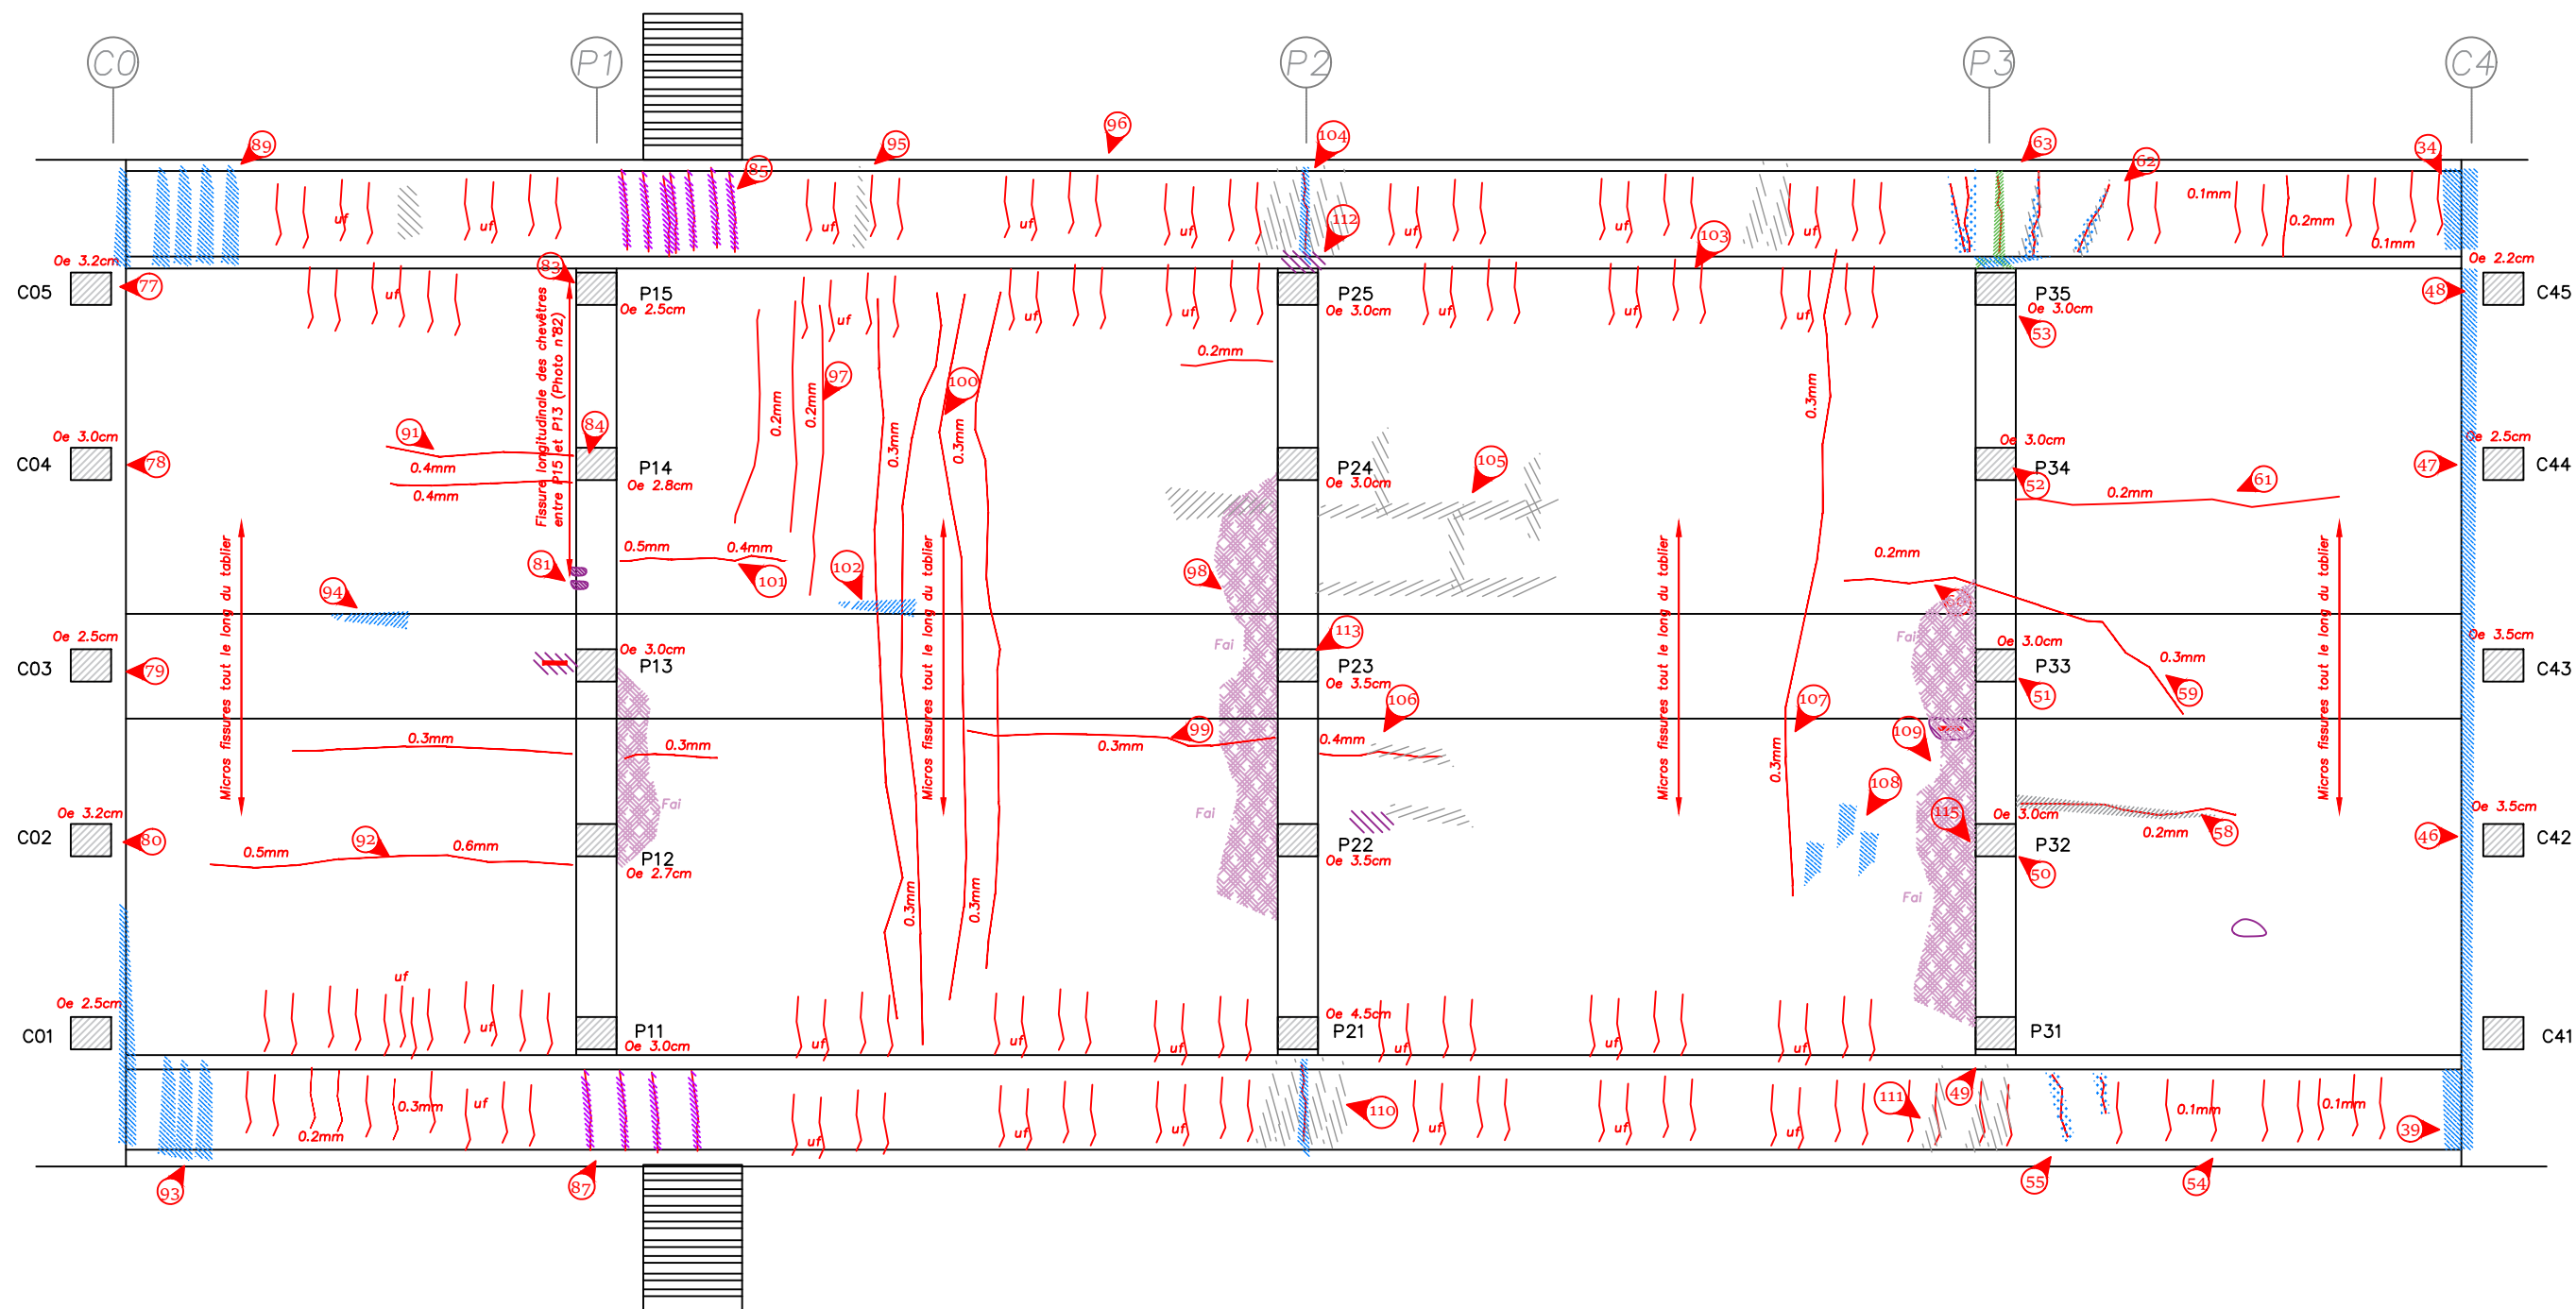 C0
P1
P2
P3
C4
89
95
96
104
63
62
34
85
uf
uf
uf
uf
uf
112
uf
uf
uf
0.1mm
0.2mm
0.1mm
103
Oe 3.2cm
C05
77
83
P15
Oe 2.5cm
uf
uf
uf
uf
P25
Oe 3.0cm
uf
uf
uf
P35
Oe 3.0cm
53
Oe 2.2cm
48
C45
Fissure longitudinale des chevêtres
entre P15 et P13 (Photo n°82)
0.2mm
0.2mm
97
100
0.3mm
0.3mm
0.2mm
0.3mm
Oe 3.0cm
C04
78
91
0.4mm
0.4mm
84
P14
Oe 2.8cm
P24
Oe 3.0cm
105
Oe 3.0cm
P34
52
0.2mm
61
Oe 2.5cm
47
C44
Micros fissures tout le long du tablier
Micros fissures tout le long du tablier
Micros fissures tout le long du tablier
Micros fissures tout le long du tablier
81
0.5mm
0.4mm
101
102
98
0.2mm
94
Oe 2.5cm
C03
79
Oe 3.0cm
P13
Fai
113
P23
Oe 3.5cm
Fai
Oe 3.0cm
P33
51
0.3mm
59
Oe 3.5cm
C43
106
107
109
0.3mm
0.3mm
0.3mm
99
0.4mm
0.3mm
108
Oe 3.2cm
C02
80
0.5mm
92
0.6mm
Fai
P12
Oe 2.7cm
Fai
P22
Oe 3.5cm
115
Oe 3.0cm
P32
50
0.2mm
58
Oe 3.5cm
46
C42
0.3mm
0.3mm
Fai
Oe 2.5cm
C01
uf
uf
P11
Oe 3.0cm
uf
uf
uf
Oe 4.5cm
P21
uf
uf
uf
P31
C41
0.3mm
uf
0.2mm
uf
uf
uf
110
uf
uf
uf
111
49
0.1mm
0.1mm
39
93
87
55
54